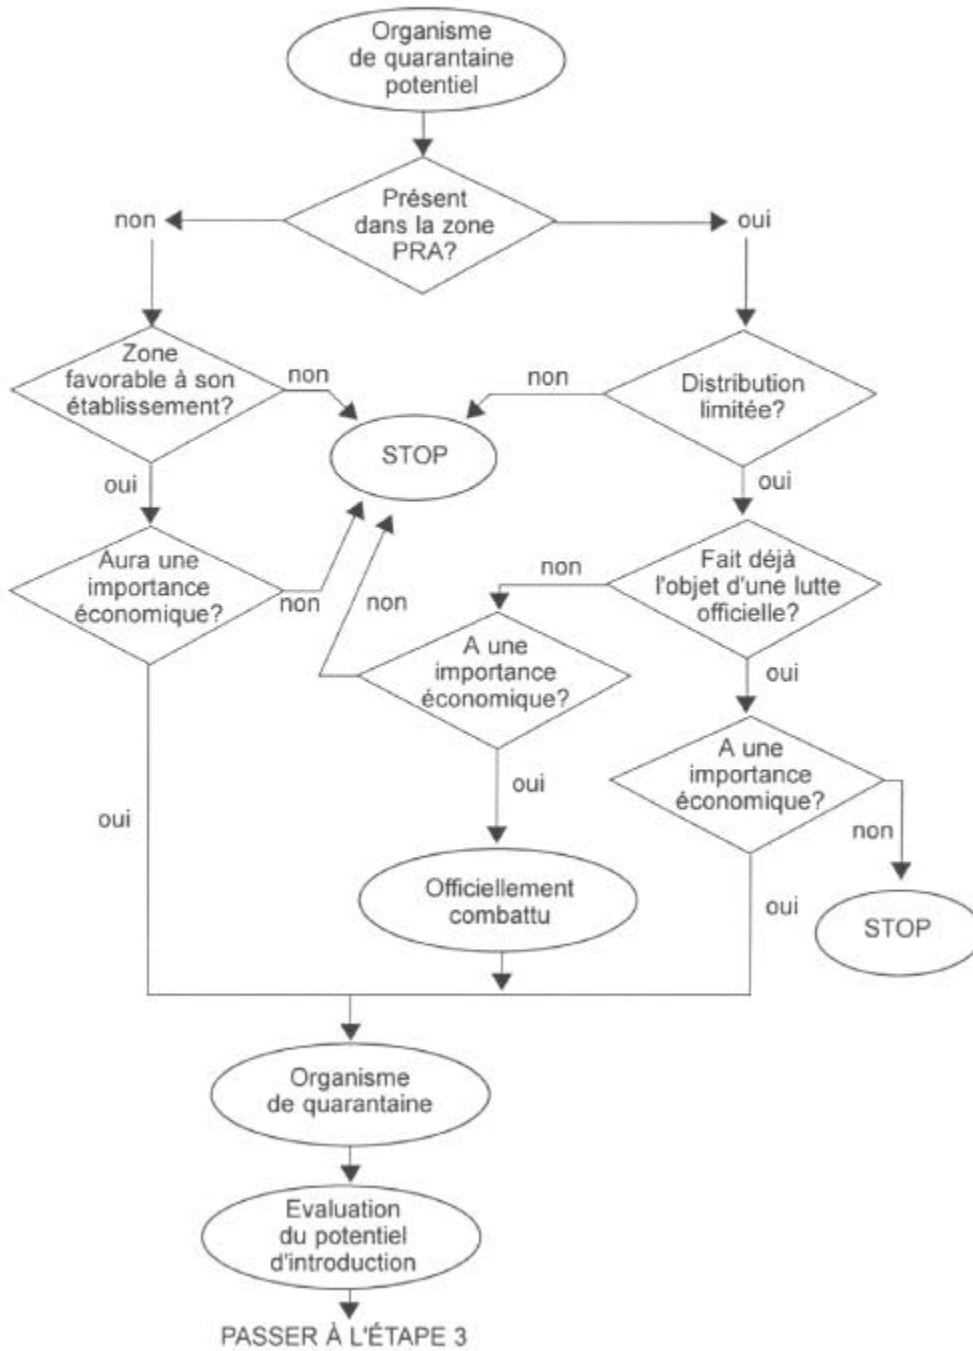 Organisme
de quarantaine
potentiel
Présent
dans la zone
PRA?
non
oui
Zone
favorable à son
établissement?
non
non
Distribution
limitée?
STOP
oui
oui
Aura une
importance
économique?
non
non
non
Fait déjà
l'objet d'une lutte
officielle?
A une
importance
économique?
oui
A une
importance
économique?
oui
oui
non
Officiellement
combattu
oui
STOP
Organisme
de quarantaine
Evaluation
du potentiel
d'introduction
PASSER À L'ÉTAPE 3